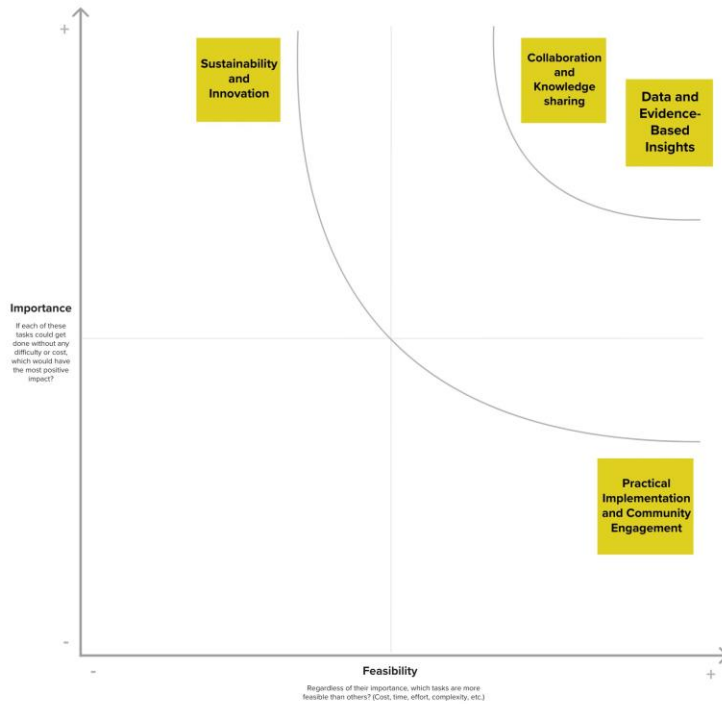 +
Sustainability
and
Innovation
Collaboration
and
Knowledge
sharing
Data and
Evidence-
Based
Insights
Importance
If each of these
tasks could get
done without any
difficulty or cost,
which would have
the most positive
impact?
Practical
Implementation
and Community
Engagement
-
-
Feasibility
+
Regardless of their importance, which tasks are more
feasible than others? (Cost, time, effort, complexity, etc.)